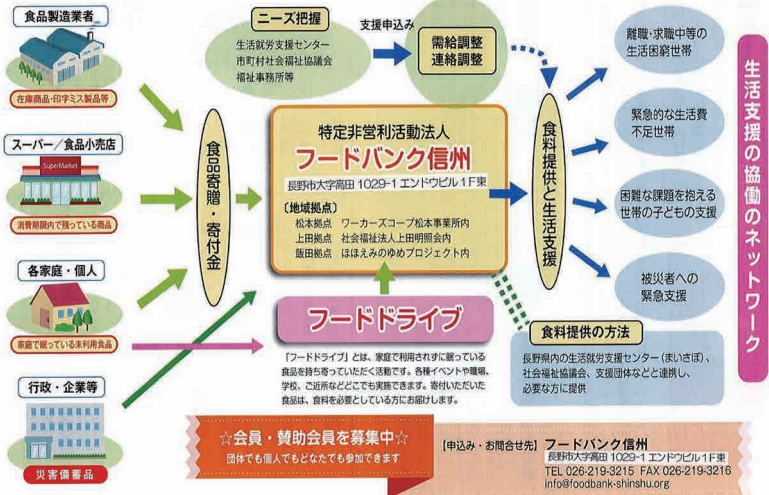 食品製造業者
在庫商品・印字ミス製品等
スーパー／食品小売店
SuperMarket
消費期限内で残っている商品
各家庭・個人
家庭で眠っている未利用食品
行政・企業等
災害備蓄品
食品寄贈・寄付金
ニーズ把握
生活就労支援センター
市町村社会福祉協議会
福祉事務所等
支援申込み
需給調整
連絡調整
特定非営利活動法人
フードバンク信州
長野市大字高田 1029-1 エンドウビル 1F東
〔地域拠点〕
松本拠点　ワーカーズコープ松本事業所内
上田拠点　社会福祉法人上田明照会内
飯田拠点　ほほえみのゆめプロジェクト内
フードドライブ
「フードドライブ」とは、家庭で利用されずに眠っている
食品を持ち寄っていただく活動です。各種イベントや職場、
学校、ご近所などどこでも実施できます。寄付いただいた
食品は、食料を必要としている方にお届けします。
食料提供と生活支援
離職・求職中等の
生活困窮世帯
緊急的な生活費
不足世帯
困難な課題を抱える
世帯の子どもの支援
被災者への
緊急支援
食料提供の方法
長野県内の生活就労支援センター（まいさぽ）、
社会福祉協議会、支援団体などと連携し、
必要な方に提供
生活支援の協働のネットワーク
☆会員・賛助会員を募集中☆
団体でも個人でもどなたでも参加できます
【申込み・お問合せ先】フードバンク信州
長野市大字高田 1029-1 エンドウビル 1F東
TEL 026-219-3215 FAX 026-219-3216
info@foodbank-shinshu.org